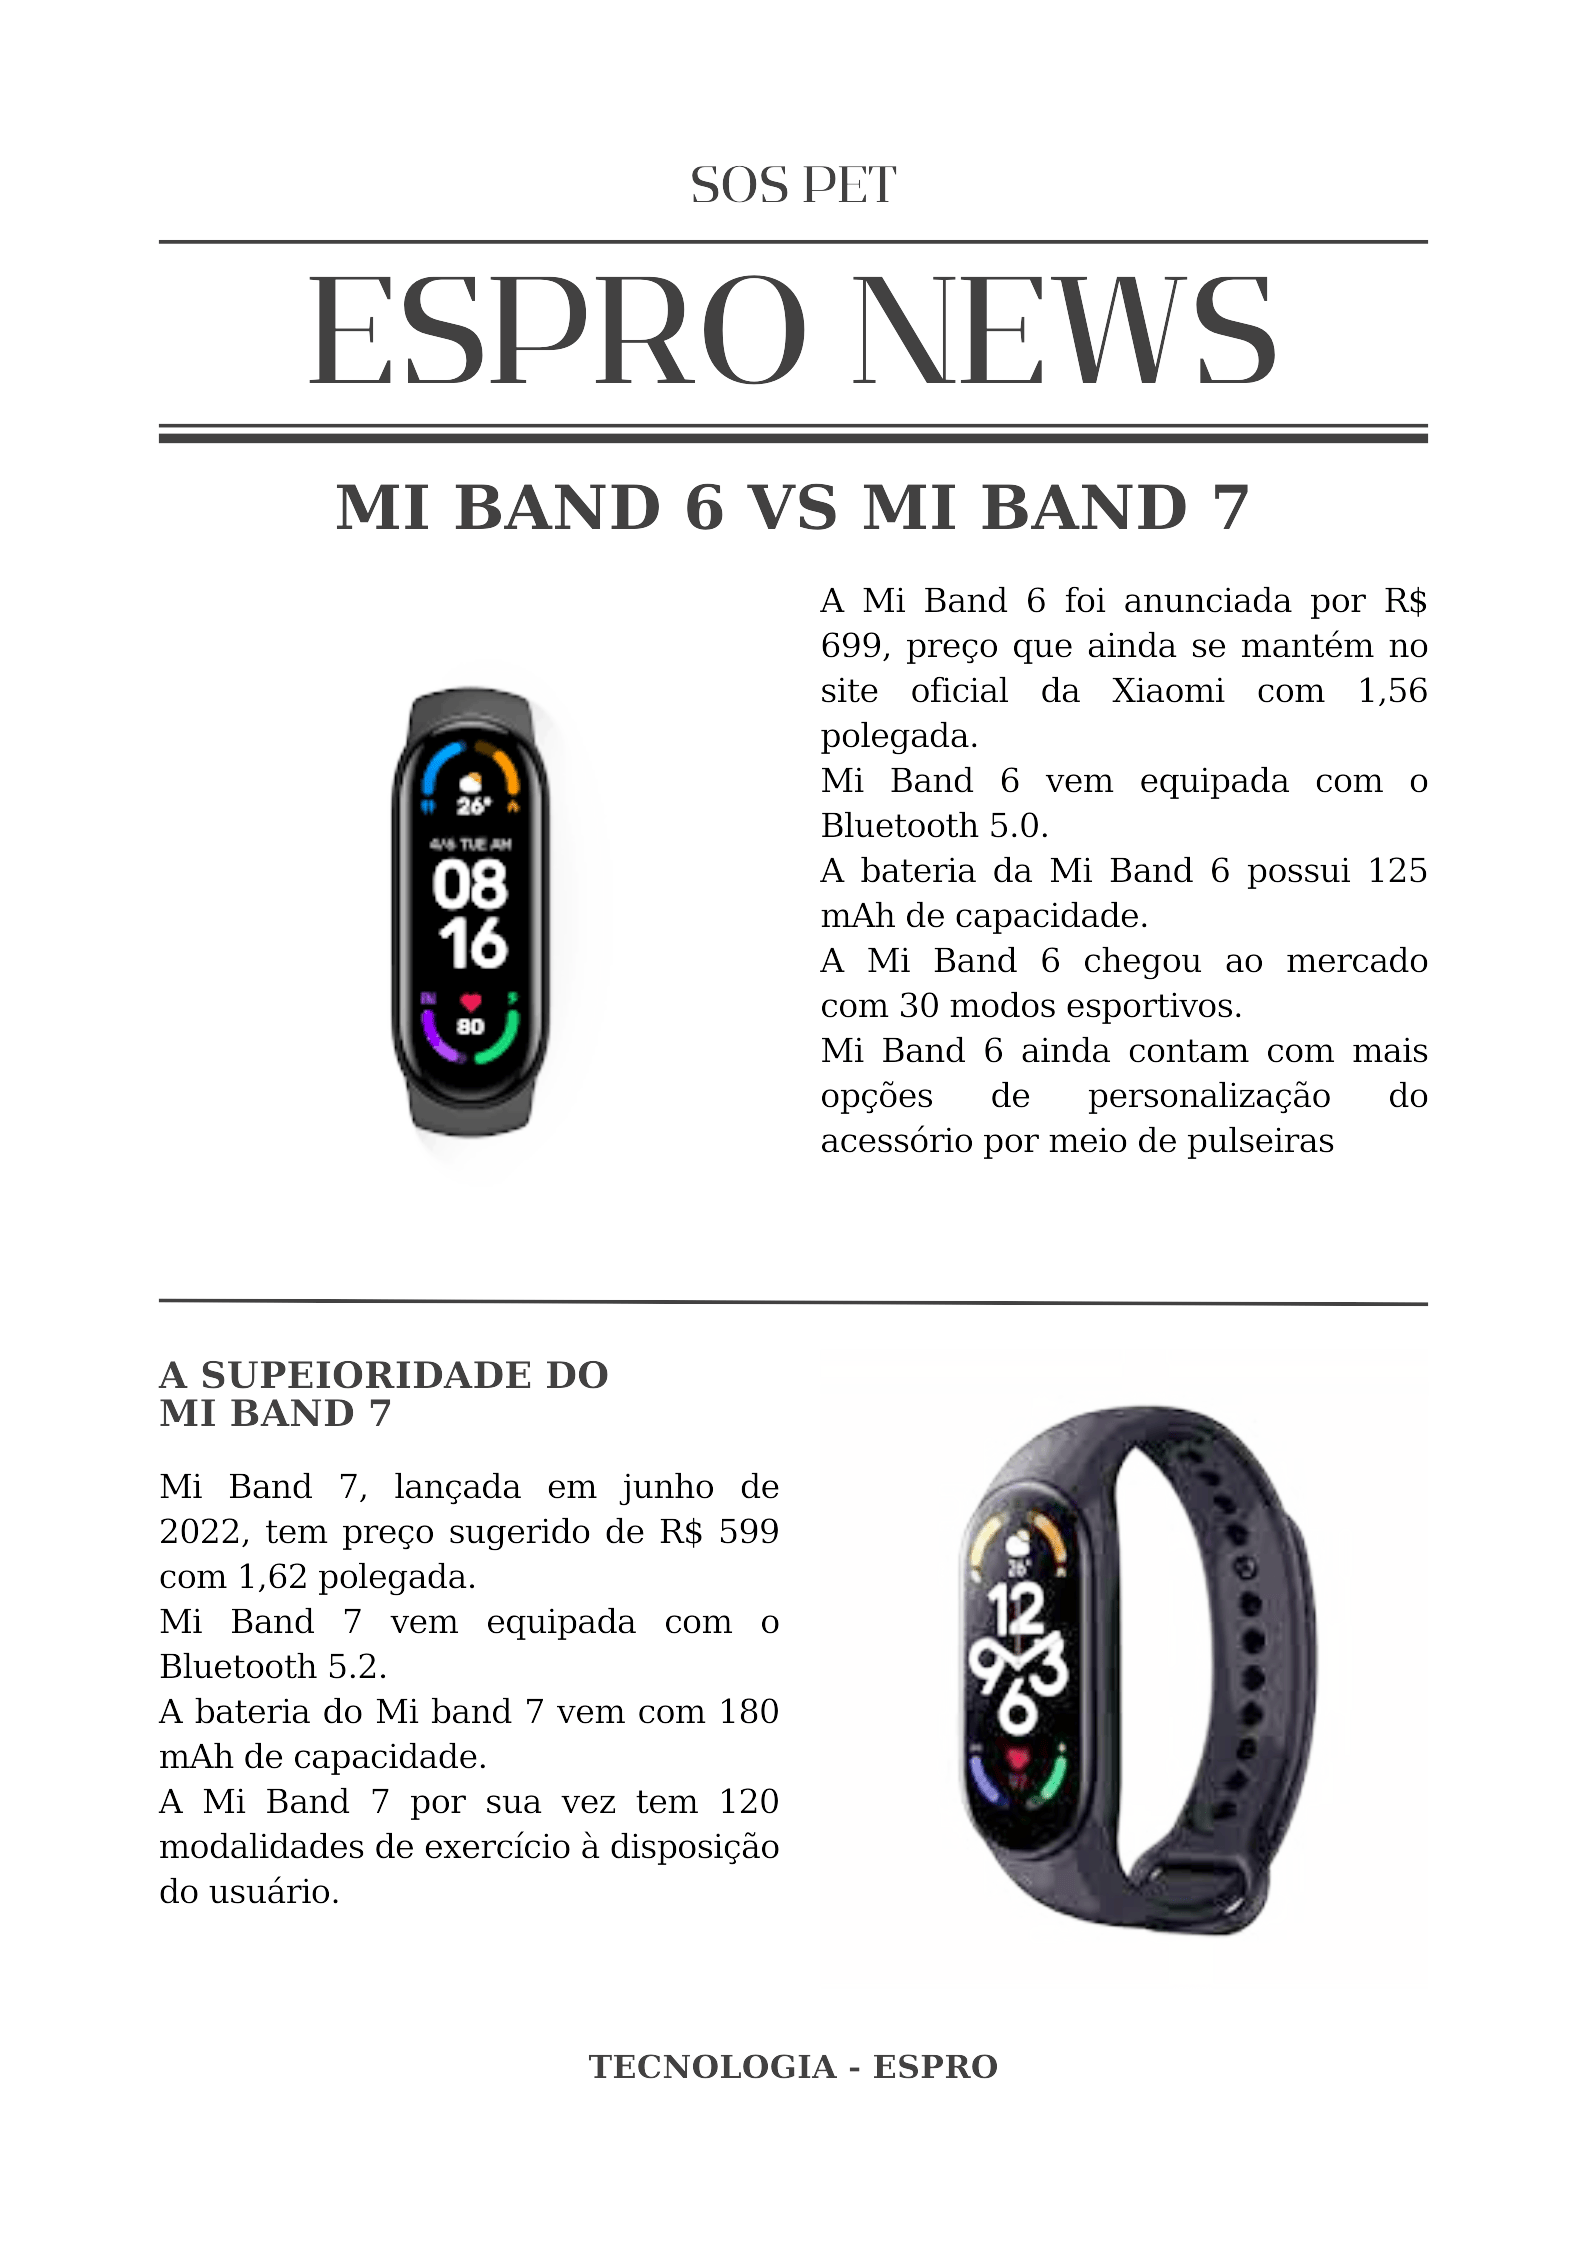 SOS PET
ESPRO NEWS
MI BAND 6 VS MI BAND 7
A Mi Band 6 foi anunciada por R$
699, preço que ainda se mantém no
site oficial da Xiaomi com 1,56
polegada.
Mi Band 6 vem equipada com o
Bluetooth 5.0.
A bateria da Mi Band 6 possui 125
mAh de capacidade.
A Mi Band 6 chegou ao mercado
com 30 modos esportivos.
Mi Band 6 ainda contam com mais
opções de personalização do
acessório por meio de pulseiras
26°
4/6 TUE AM
08
16
80
A SUPEIORIDADE DO
MI BAND 7
Mi Band 7, lançada em junho de
2022, tem preço sugerido de R$ 599
com 1,62 polegada.
Mi Band 7 vem equipada com o
Bluetooth 5.2.
A bateria do Mi band 7 vem com 180
mAh de capacidade.
A Mi Band 7 por sua vez tem 120
modalidades de exercício à disposição
do usuário.
26°
12
9 3
6
TECNOLOGIA - ESPRO